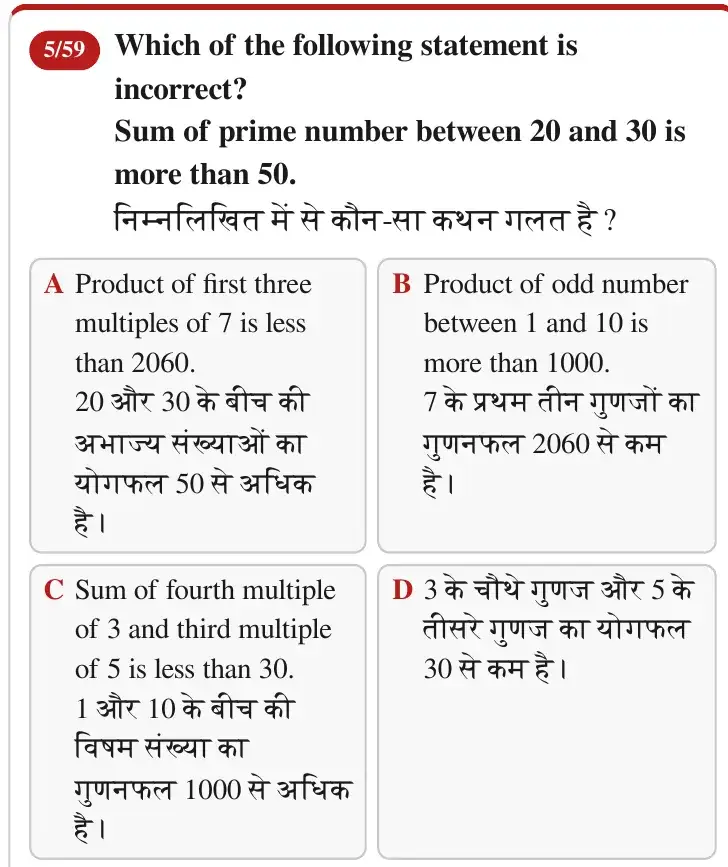 5/59 Which of the following statement is
incorrect?
Sum of prime number between 20 and 30 is
more than 50.
निम्नलिखित में से कौन-सा कथन गलत है ?
A Product of first three
multiples of 7 is less
than 2060.
20 और 30 के बीच की
अभाज्य संख्याओं का
योगफल 50 से अधिक
है।
B Product of odd number
between 1 and 10 is
more than 1000.
7 के प्रथम तीन गुणजों का
गुणनफल 2060 से कम
है।
C Sum of fourth multiple
of 3 and third multiple
of 5 is less than 30.
1 और 10 के बीच की
विषम संख्या का
गुणनफल 1000 से अधिक
है।
D 3 के चौथे गुणज और 5 के
तीसरे गुणज का योगफल
30 से कम है।